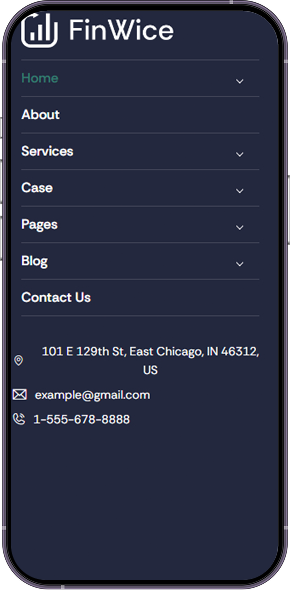 FinWice
Home
About
Services
Case
Pages
Blog
Contact Us
101 E 129th St, East Chicago, IN 46312,
US
example@gmail.com
1-555-678-8888